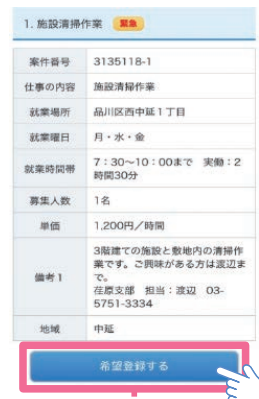 1. 施設清掃作業 緊急
案件番号 3135118-1
仕事の内容 施設清掃作業
就業場所 品川区西中延1丁目
就業曜日 月・水・金
就業時間帯 7：30～10：00まで 実働：2
時間30分
募集人数 1名
単価 1,200円／時間
備考1 3階建ての施設と敷地内の清掃作
業です。ご興味がある方は渡辺ま
で。
荏原支部 担当：渡辺 03-
5751-3334
地域 中延
希望登録する